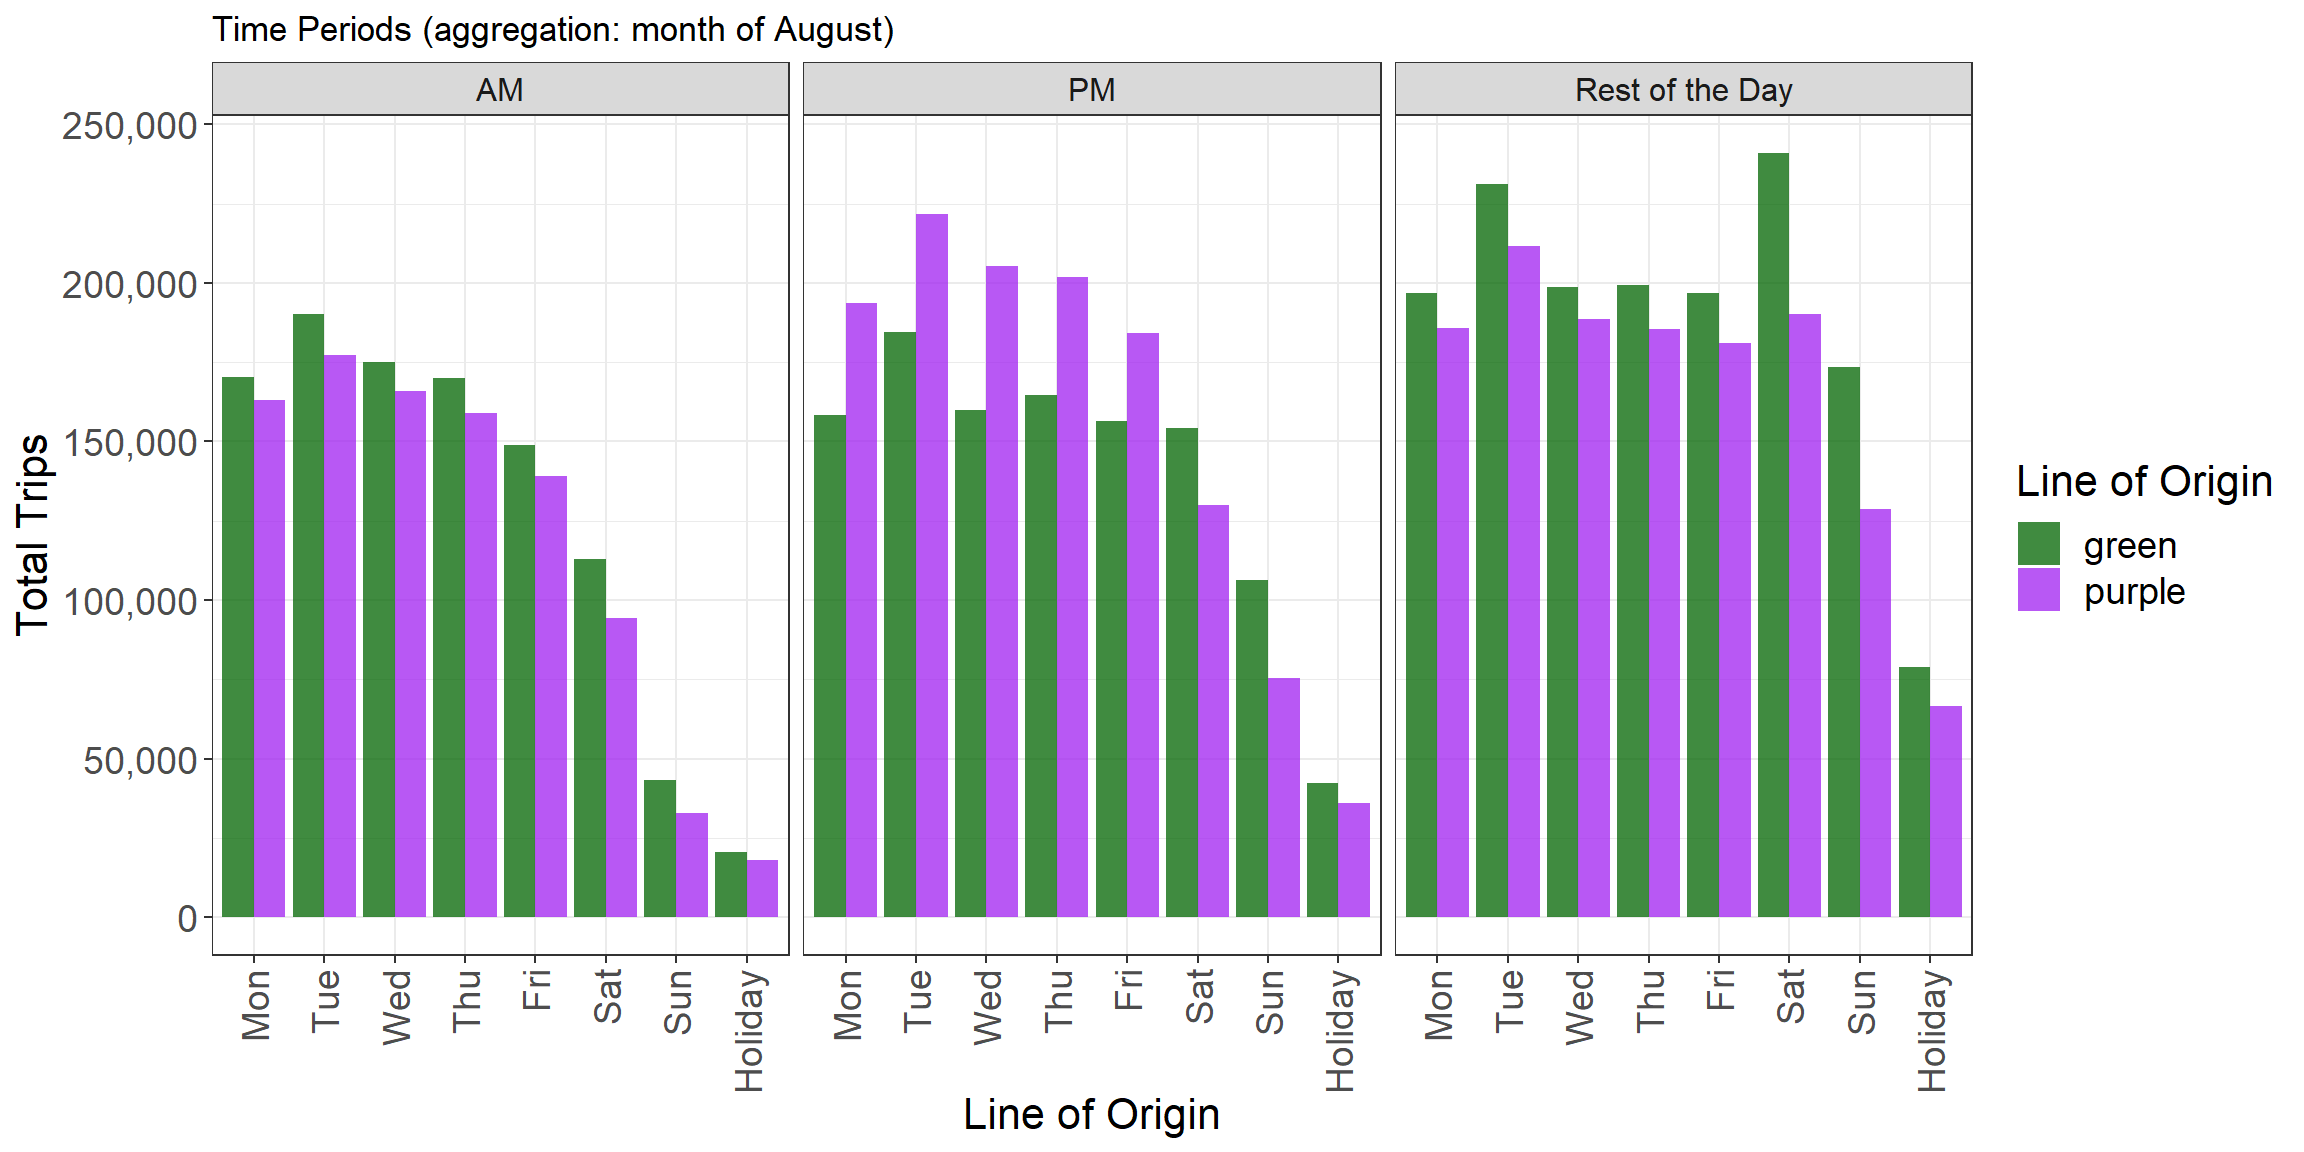 Time Periods (aggregation: month of August)
AM PM Rest of the Day
250,000
200,000
150,000
100,000
50,000
0
Total Trips
Mon Tue Wed Thu Fri Sat Sun Holiday Mon Tue Wed Thu Fri Sat Sun Holiday Mon Tue Wed Thu Fri Sat Sun Holiday
Line of Origin
Line of Origin
green
purple